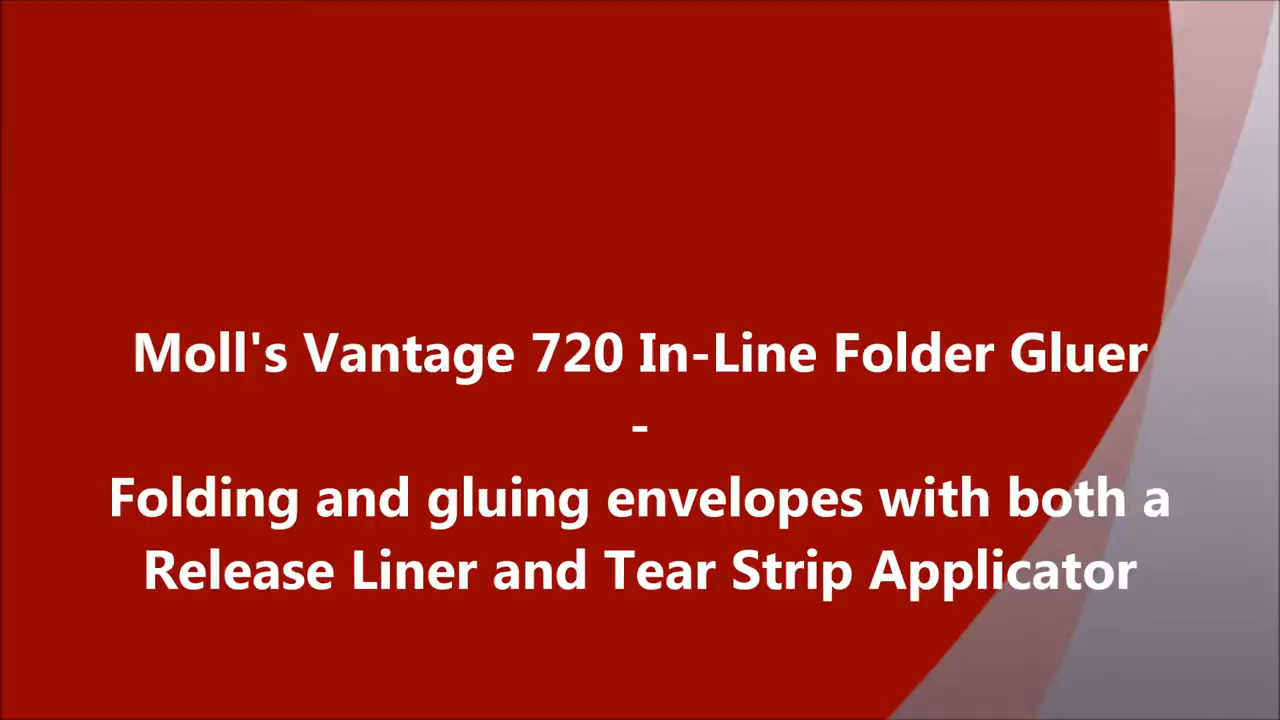 Moll's Vantage 720 In-Line Folder Gluer
-
Folding and gluing envelopes with both a
Release Liner and Tear Strip Applicator